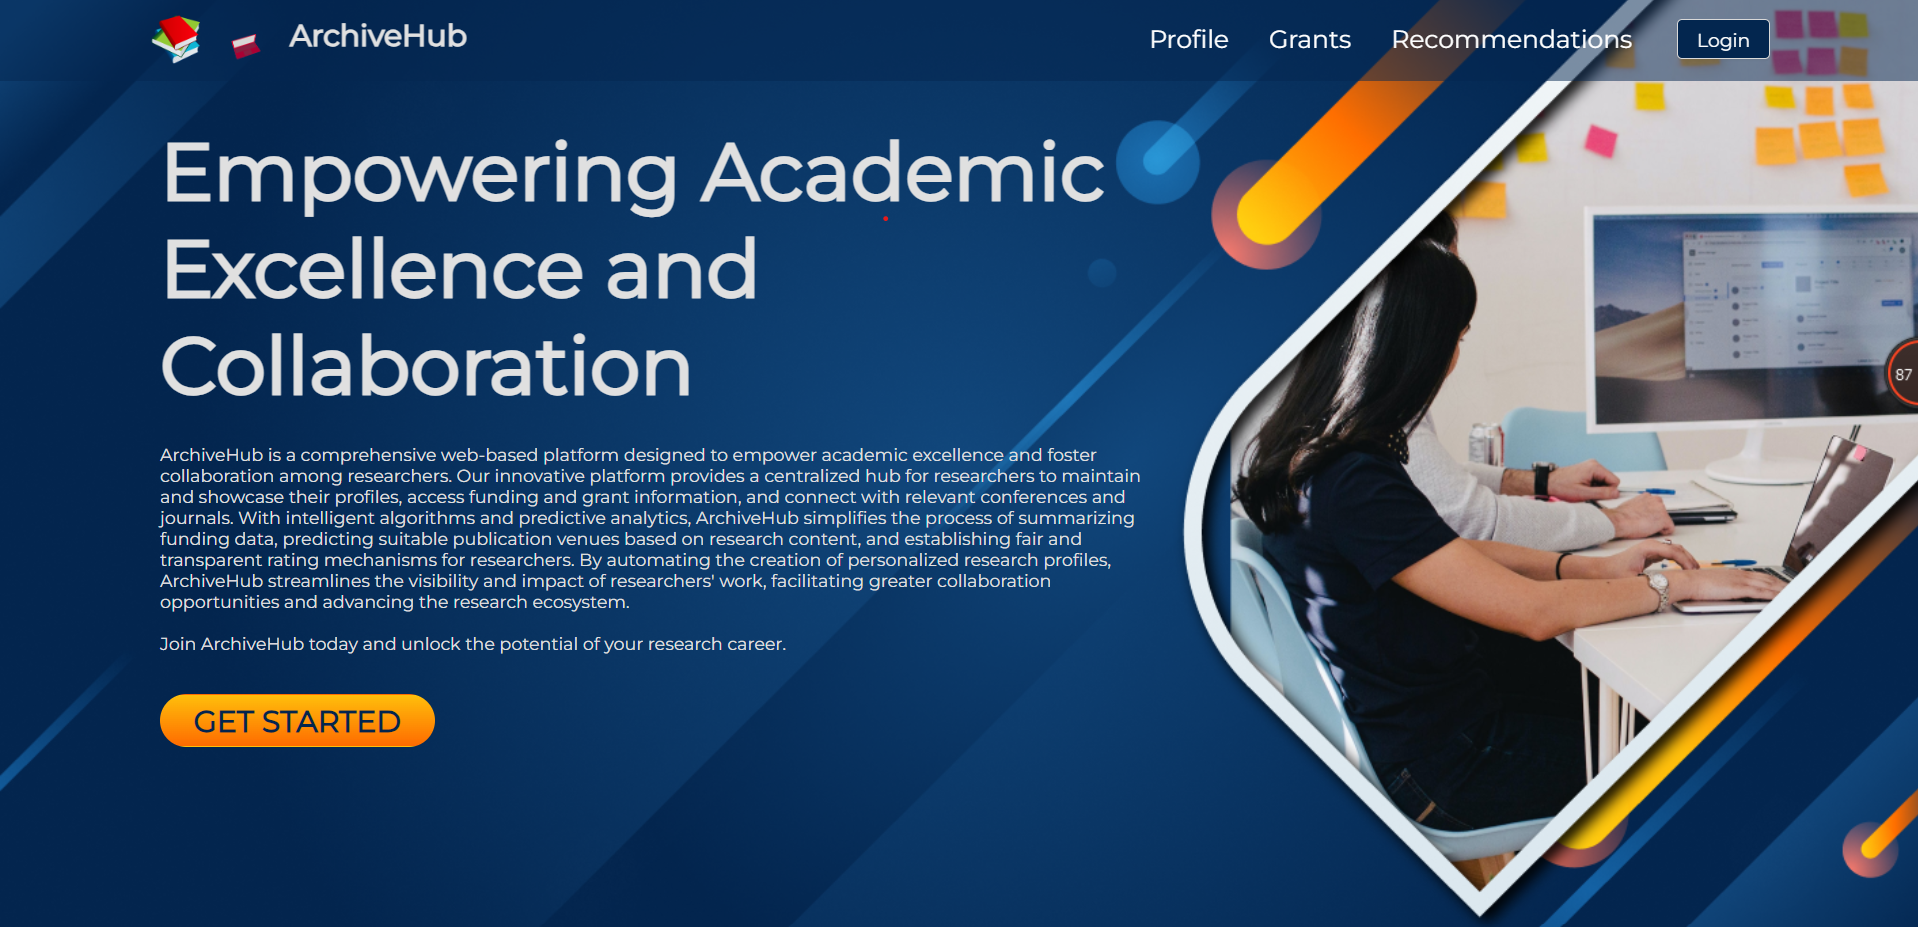 ArchiveHub
Profile Grants Recommendations Login
Empowering Academic
Excellence and
Collaboration
ArchiveHub is a comprehensive web-based platform designed to empower academic excellence and foster
collaboration among researchers. Our innovative platform provides a centralized hub for researchers to maintain
and showcase their profiles, access funding and grant information, and connect with relevant conferences and
journals. With intelligent algorithms and predictive analytics, ArchiveHub simplifies the process of summarizing
funding data, predicting suitable publication venues based on research content, and establishing fair and
transparent rating mechanisms for researchers. By automating the creation of personalized research profiles,
ArchiveHub streamlines the visibility and impact of researchers' work, facilitating greater collaboration
opportunities and advancing the research ecosystem.
Join ArchiveHub today and unlock the potential of your research career.
GET STARTED
87